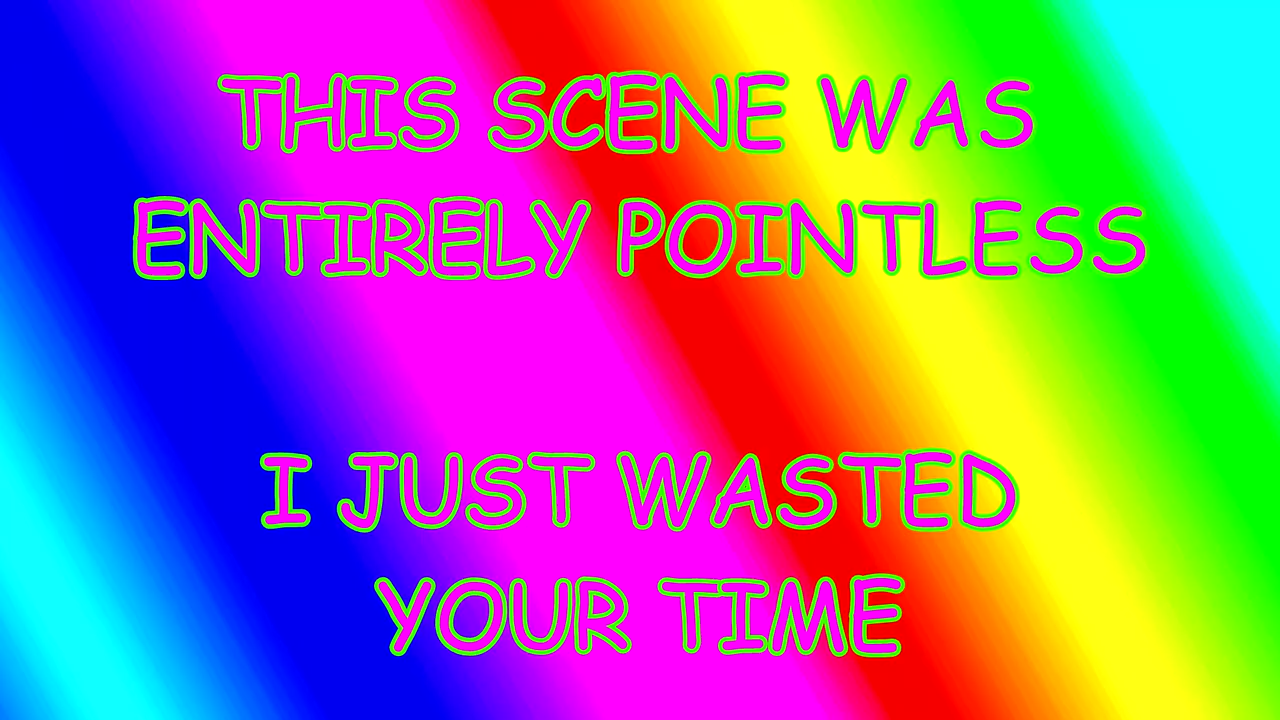 THIS SCENE WAS
ENTIRELY POINTLESS
I JUST WASTED
YOUR TIME